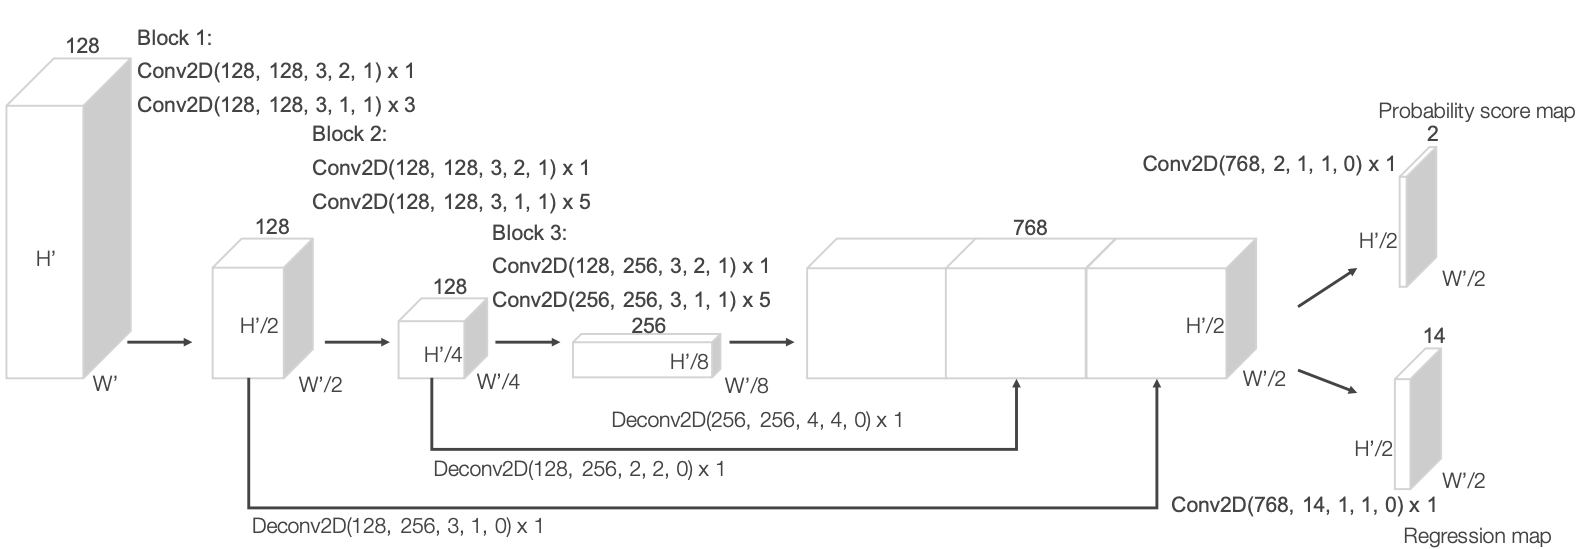 128
Block 1:
Conv2D(128, 128, 3, 2, 1) x 1
Conv2D(128, 128, 3, 1, 1) x 3
Block 2:
Conv2D(128, 128, 3, 2, 1) x 1
Conv2D(128, 128, 3, 1, 1) x 5
Block 3:
Conv2D(128, 256, 3, 2, 1) x 1
Conv2D(256, 256, 3, 1, 1) x 5
H'
W'
128
H'/2
W'/2
128
H'/4
W'/4
256
H'/8
W'/8
768
H'/2
W'/2
Deconv2D(256, 256, 4, 4, 0) x 1
Deconv2D(128, 256, 2, 2, 0) x 1
Deconv2D(128, 256, 3, 1, 0) x 1
Probability score map
2
Conv2D(768, 2, 1, 1, 0) x 1
H'/2
W'/2
14
H'/2
W'/2
Conv2D(768, 14, 1, 1, 0) x 1
Regression map